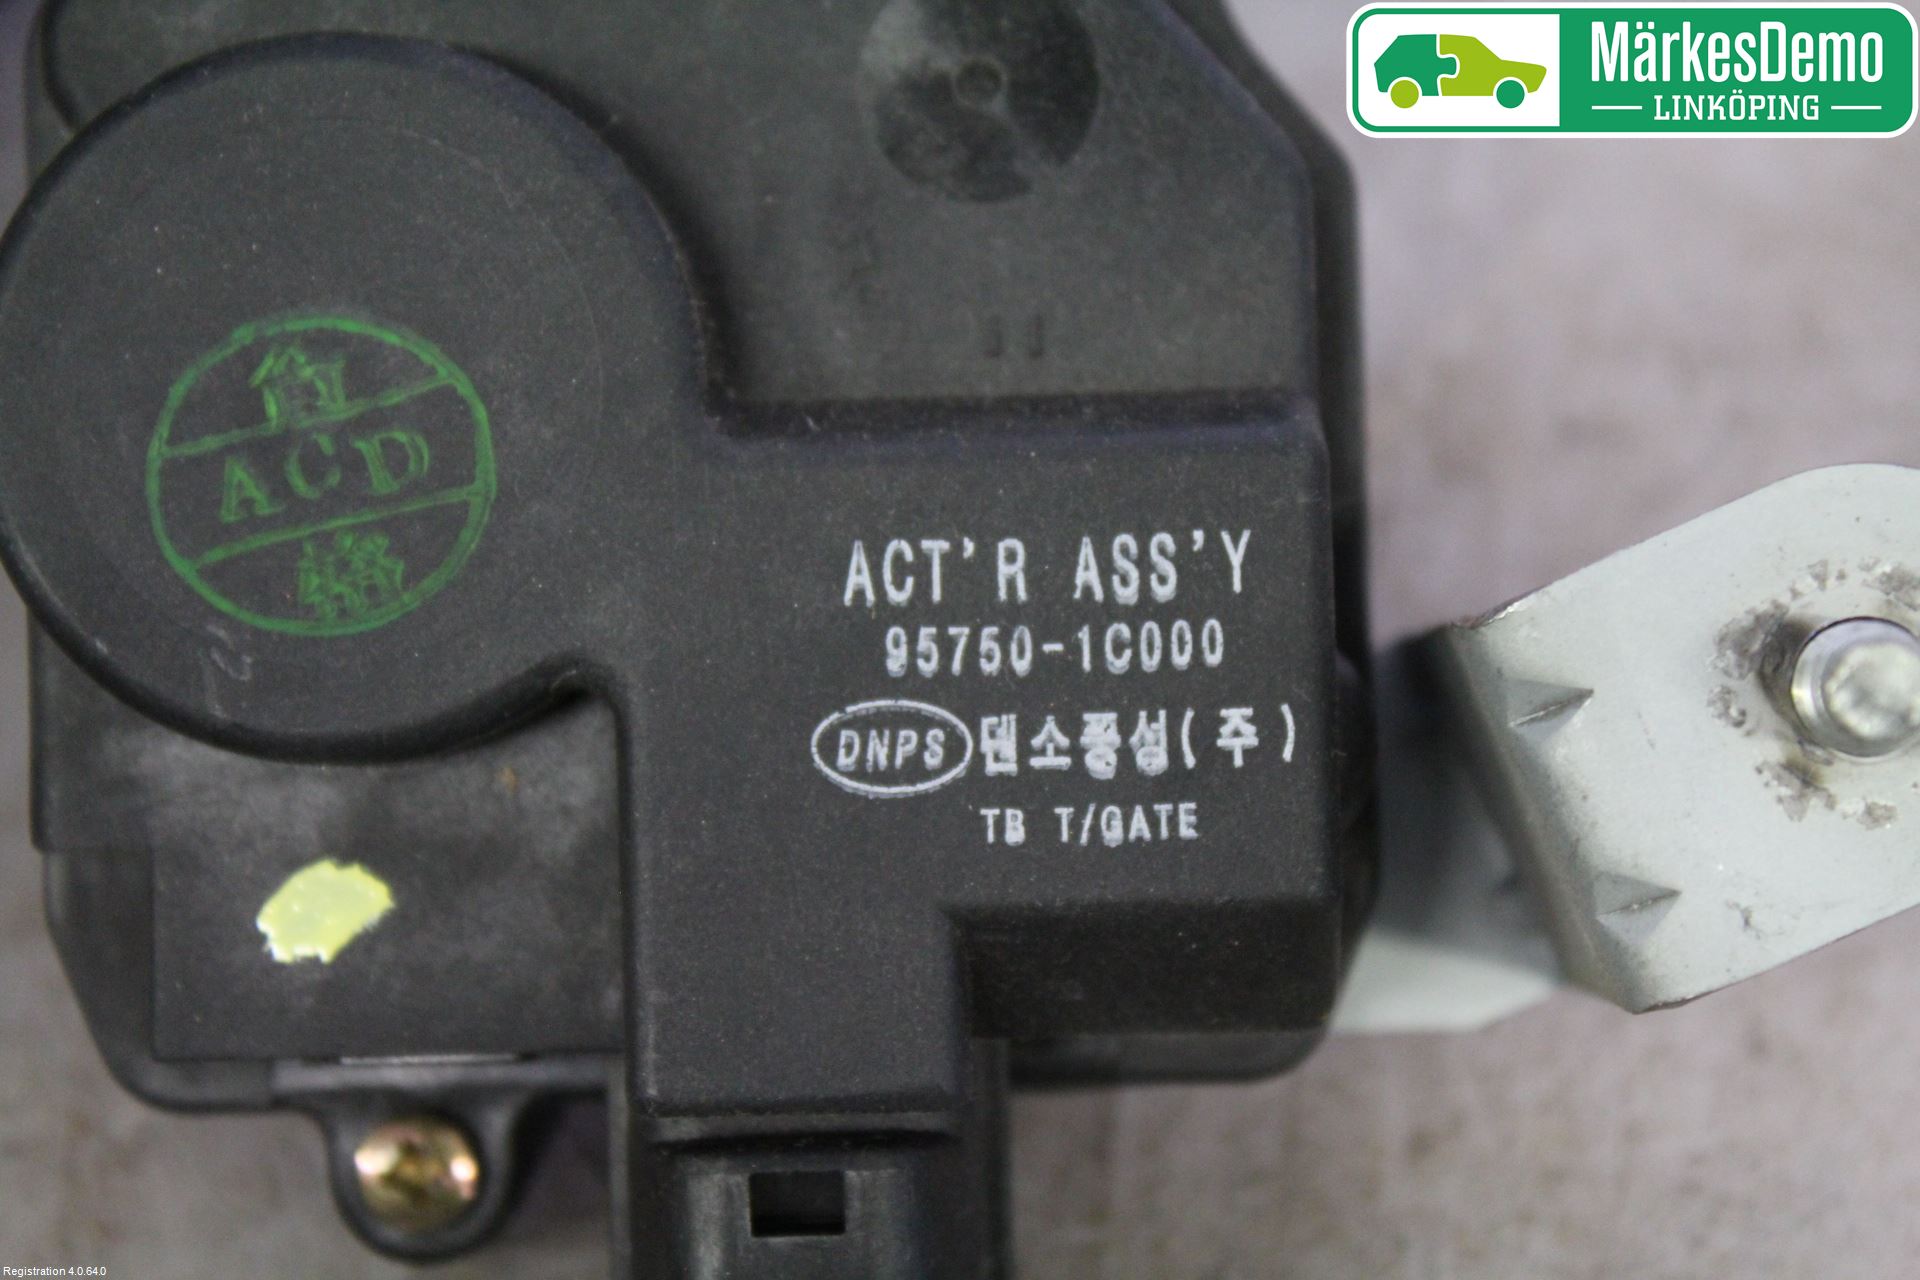 MärkesDemo
LINKÖPING
ACD
ACT'R ASS'Y
95750-1C000
DNPS 덴소풍성(주)
TB T/GATE
Registration 4.0.64.0